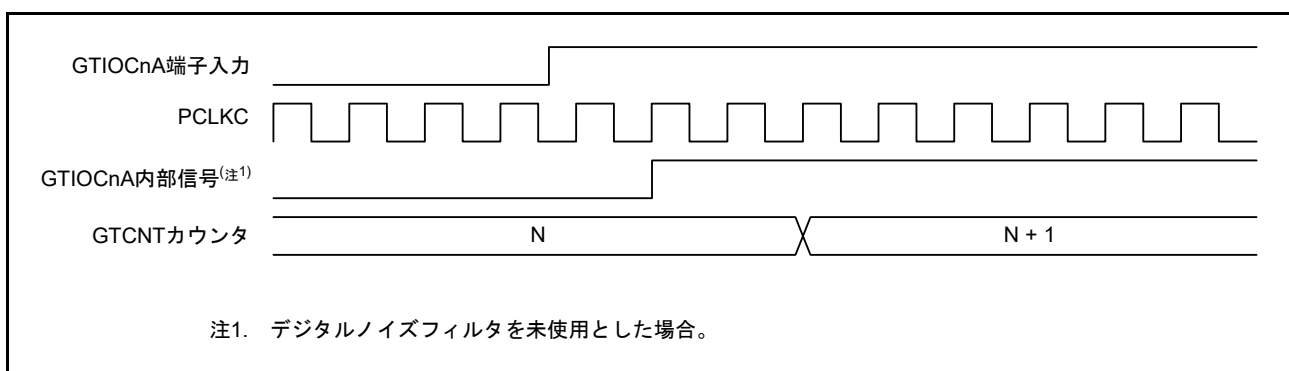 GTIOCnA端子入力
PCLKC
GTIOCnA内部信号(注1)
GTCNTカウンタ N N + 1
注1. デジタルノイズフィルタを未使用とした場合。